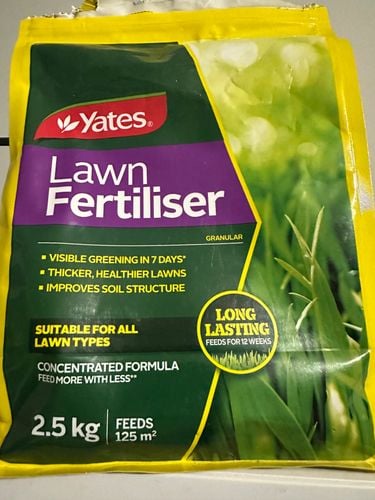 Yates®
Lawn
Fertiliser
GRANULAR
• VISIBLE GREENING IN 7 DAYS*
• THICKER, HEALTHIER LAWNS
• IMPROVES SOIL STRUCTURE
LONG
LASTING
FEEDS FOR 12 WEEKS
SUITABLE FOR ALL
LAWN TYPES
CONCENTRATED FORMULA
FEED MORE WITH LESS**
2.5 kg
FEEDS
125 m²